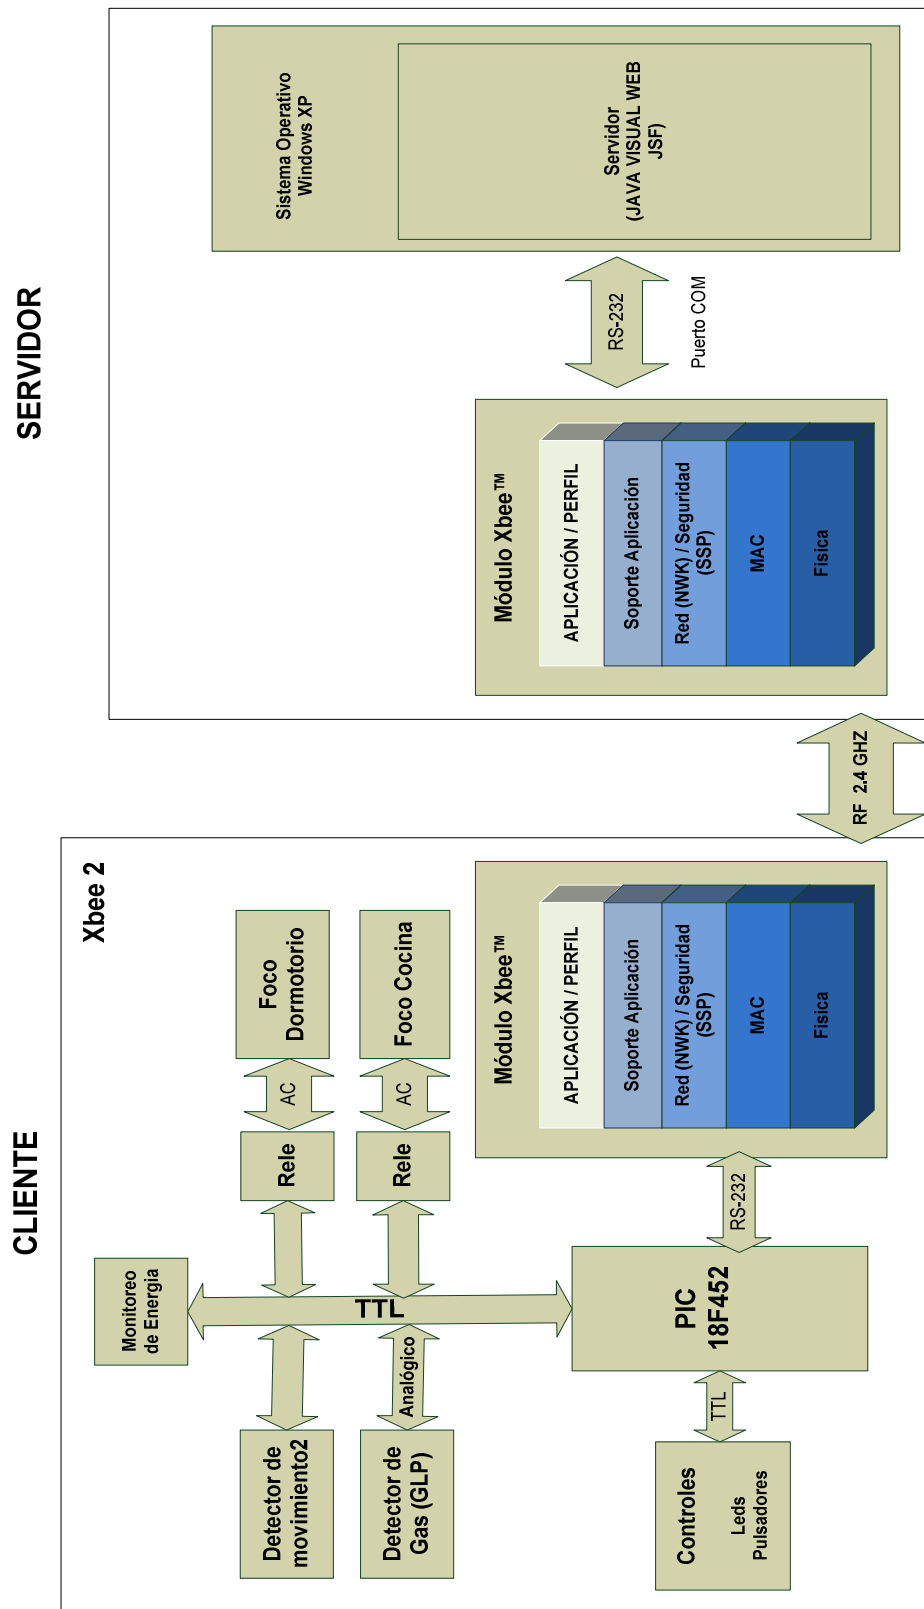 CLIENTE
SERVIDOR
Xbee 2
Monitoreo
de Energia
Detector de
movimiento2
Rele
AC
Foco
Dormotorio
TTL
Detector de
Gas (GLP)
Analógico
Rele
AC
Foco Cocina
Controles
Leds
Pulsadores
TTL
PIC
18F452
RS-232
Módulo Xbee™
APLICACIÓN / PERFIL
Soporte Aplicación
Red (NWK) / Seguridad
(SSP)
MAC
Fisica
RF 2.4 GHZ
Módulo Xbee™
APLICACIÓN / PERFIL
Soporte Aplicación
Red (NWK) / Seguridad
(SSP)
MAC
Fisica
RS-232
Puerto COM
Sistema Operativo
Windows XP
Servidor
(JAVA VISUAL WEB
JSF)